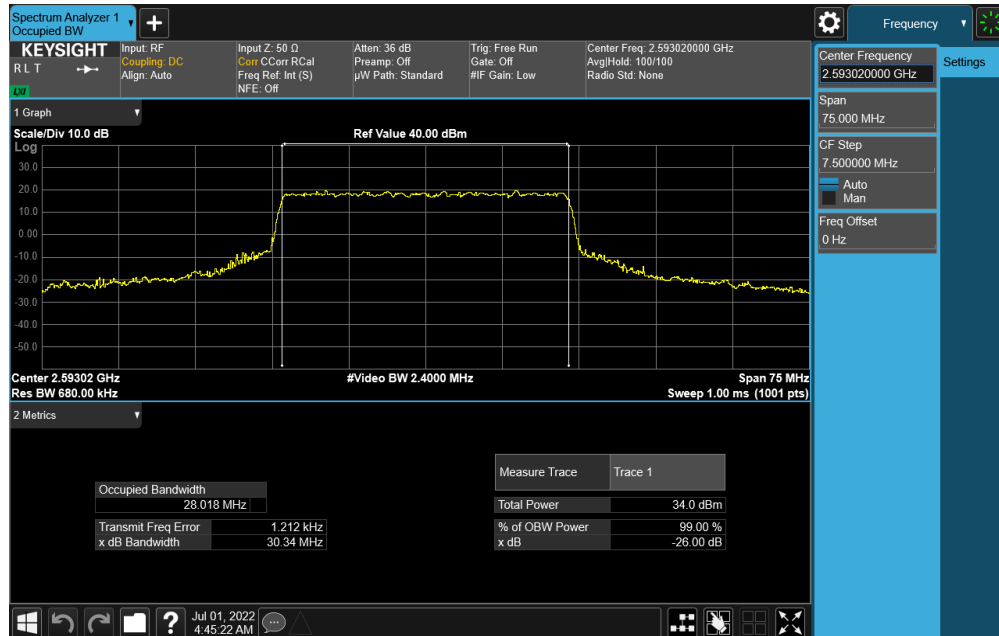 Spectrum Analyzer 1
Occupied BW
Frequency
KEYSIGHT
R L T
LXI
Input: RF
Coupling: DC
Align: Auto
Input Z: 50 Ω
Corr CCorr RCal
Freq Ref: Int (S)
NFE: Off
Atten: 36 dB
Preamp: Off
µW Path: Standard
Trig: Free Run
Gate: Off
#IF Gain: Low
Center Freq: 2.593020000 GHz
Avg|Hold: 100/100
Radio Std: None
Center Frequency
2.593020000 GHz
Settings
Span
75.000 MHz
CF Step
7.500000 MHz
Auto
Man
Freq Offset
0 Hz
1 Graph
Scale/Div 10.0 dB
Ref Value 40.00 dBm
Log
30.0
20.0
10.0
0.00
-10.0
-20.0
-30.0
-40.0
-50.0
Center 2.59302 GHz
#Video BW 2.4000 MHz
Span 75 MHz
Res BW 680.00 kHz
Sweep 1.00 ms (1001 pts)
2 Metrics
Measure Trace
Trace 1
Occupied Bandwidth
28.018 MHz
Total Power
34.0 dBm
Transmit Freq Error
1.212 kHz
% of OBW Power
99.00 %
x dB Bandwidth
30.34 MHz
x dB
-26.00 dB
Jul 01, 2022
4:45:22 AM